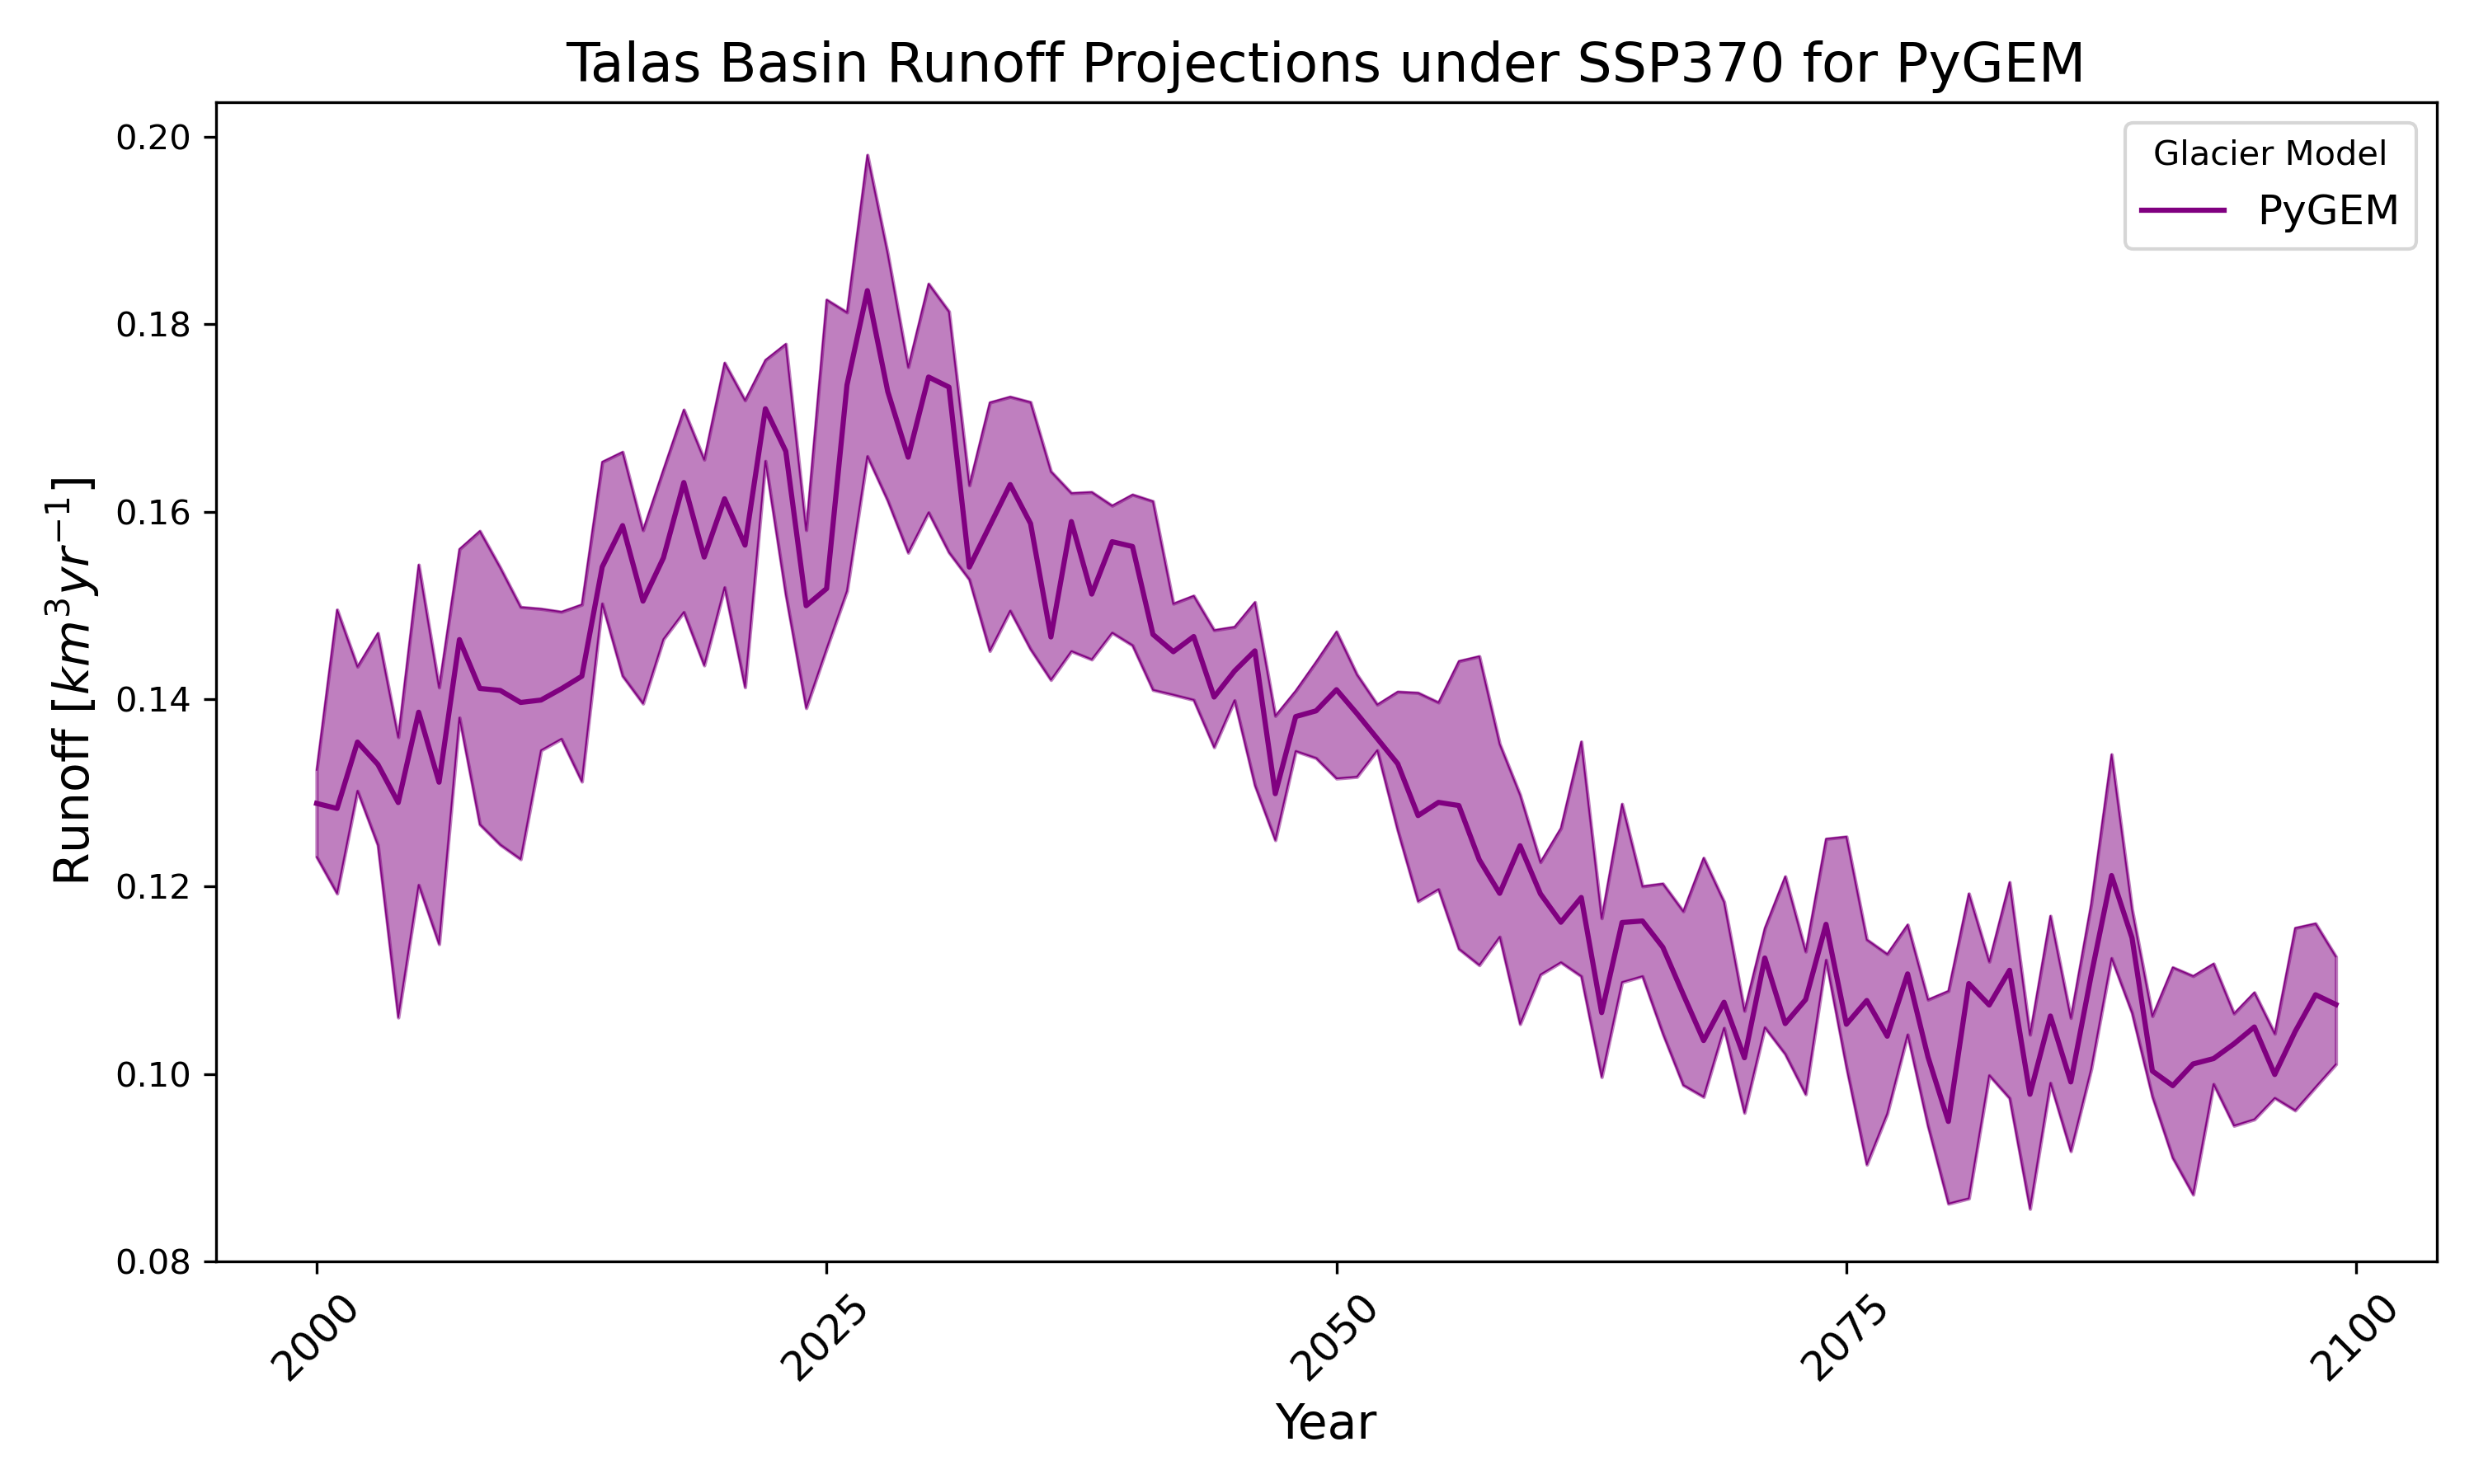 Talas Basin Runoff Projections under SSP370 for PyGEM
Glacier Model
PyGEM
Runoff [km³yr⁻¹]
0.20
0.18
0.16
0.14
0.12
0.10
0.08
2000
2025
2050
2075
2100
Year